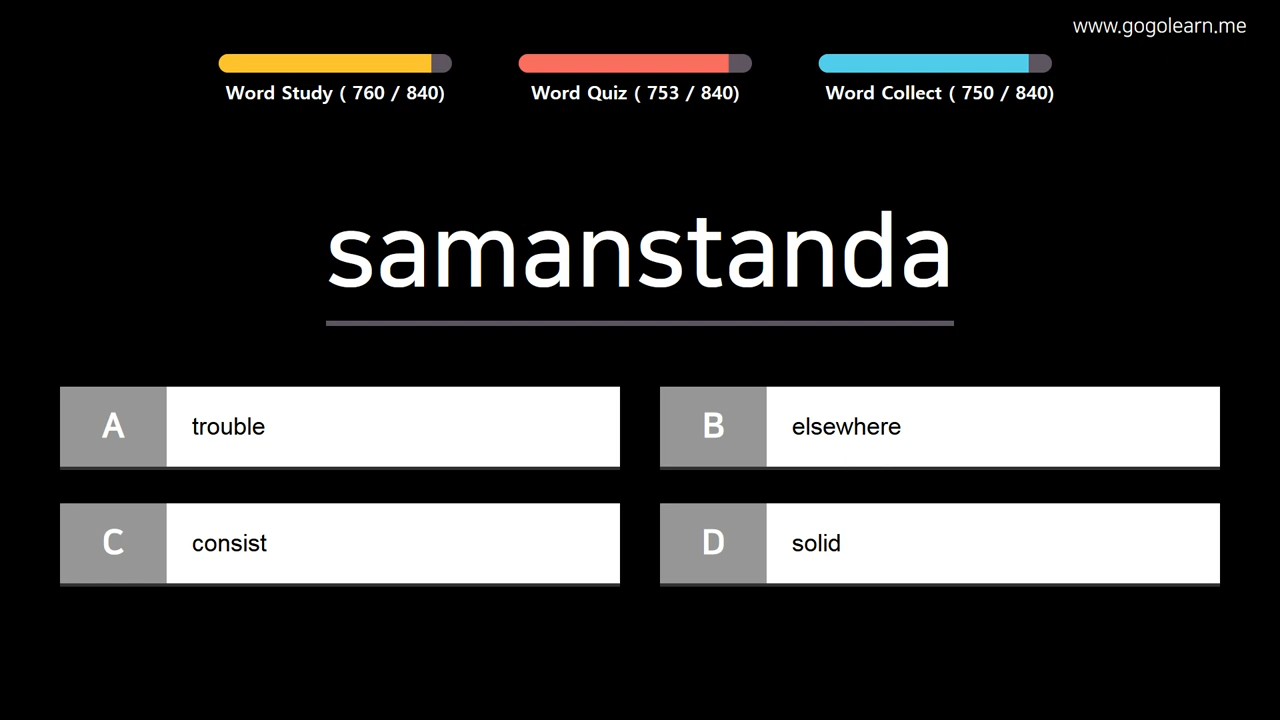 www.gogolearn.me
Word Study ( 760 / 840)
Word Quiz ( 753 / 840)
Word Collect ( 750 / 840)
samanstanda
A trouble
B elsewhere
C consist
D solid